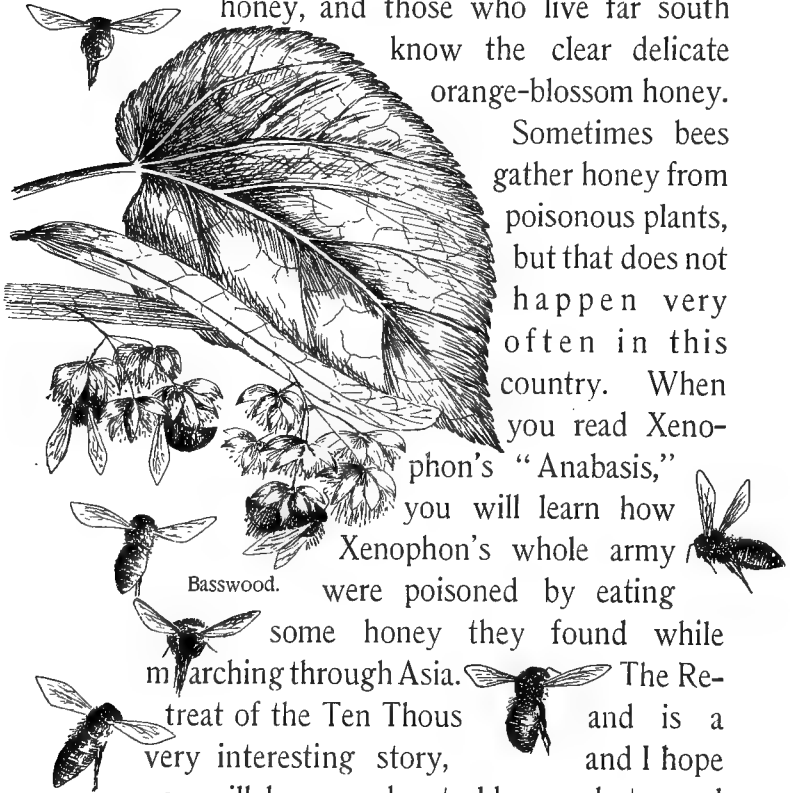 honey, and those who live far south
know the clear delicate
orange-blossom honey.
Sometimes bees
gather honey from
poisonous plants,
but that does not
happen very
often in this
country. When
you read Xeno-
phon's “Anabasis,”
you will learn how
Xenophon's whole army
Basswood. were poisoned by eating
some honey they found while
marching through Asia. The Re-
treat of the Ten Thous and is a
very interesting story, and I hope